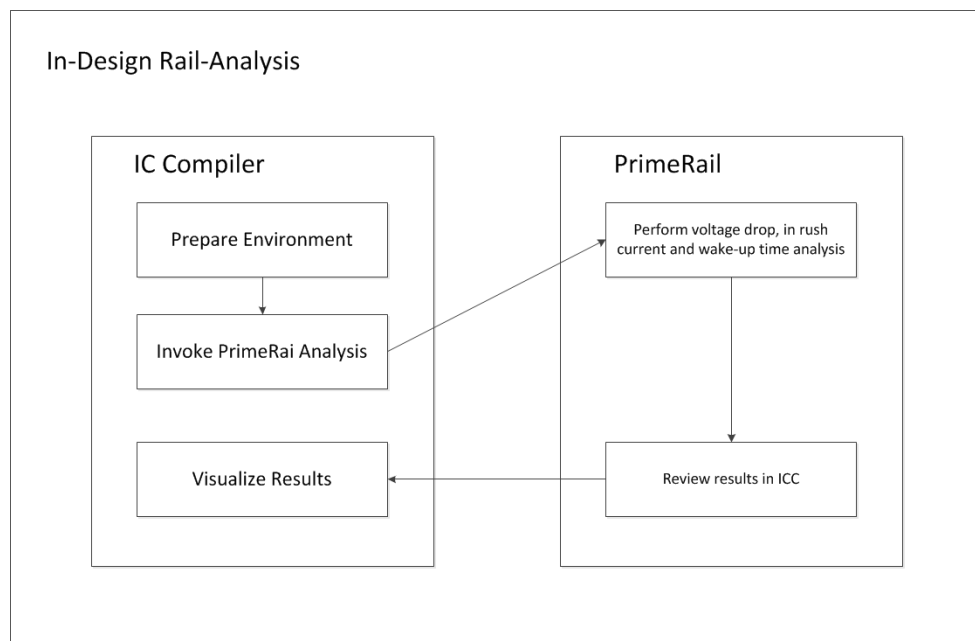 In-Design Rail-Analysis
IC Compiler
Prepare Environment
Invoke PrimeRai Analysis
Visualize Results
PrimeRail
Perform voltage drop, in rush
current and wake-up time analysis
Review results in ICC